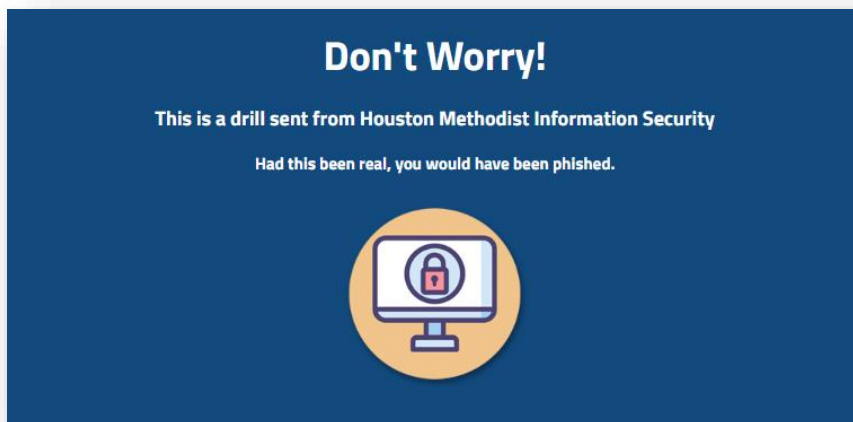 Don't Worry!
This is a drill sent from Houston Methodist Information Security
Had this been real, you would have been phished.